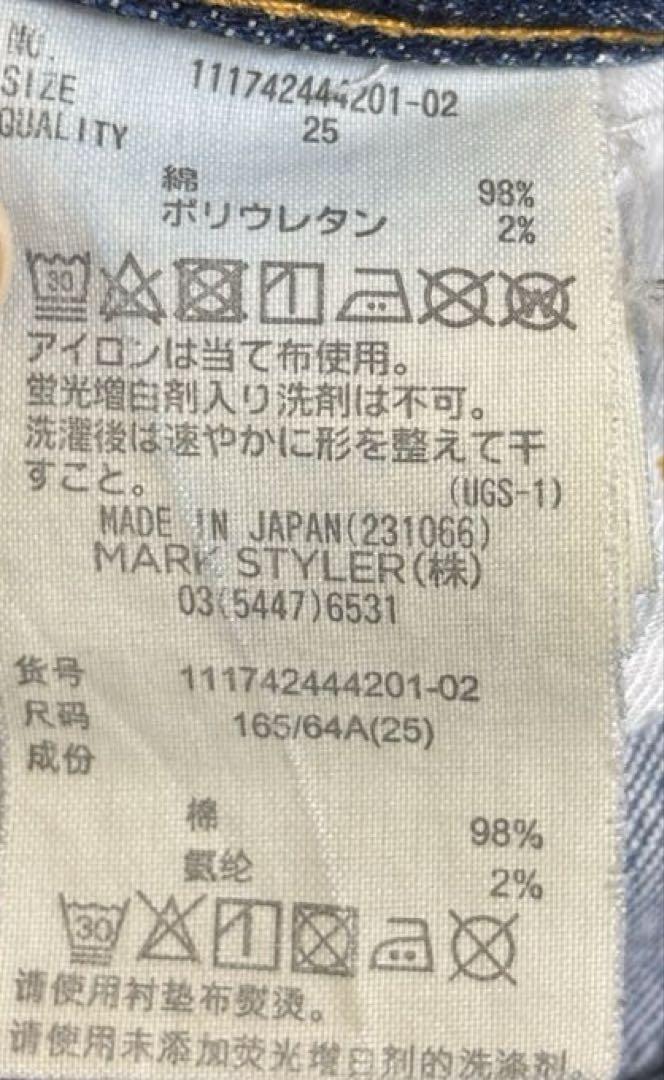 NO. 111742444201-02
SIZE 25
QUALITY
綿 98%
ポリウレタン 2%
30
W
アイロンは当て布使用。
蛍光増白剤入り洗剤は不可。
洗濯後は速やかに形を整えて干
すこと。 (UGS-1)
MADE IN JAPAN(231066)
MARK STYLER(株)
03(5447)6531
货号 111742444201-02
尺码 165/64A(25)
成份
棉 98%
氨纶 2%
30
请使用衬垫布熨烫。
请使用未添加荧光增白剂的洗涤剂。